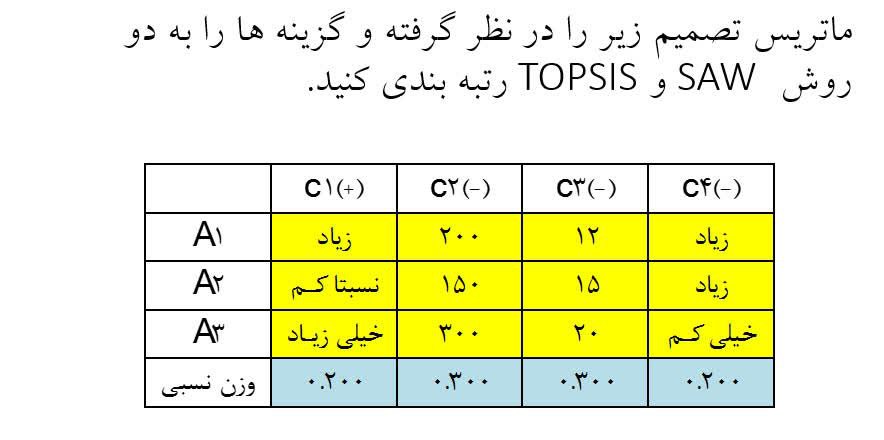 ماتریس تصمیم زیر را در نظر گرفته و گزینه ها را به دو
روش SAW و TOPSIS رتبه بندی کنید.
C۱(+) C۲(−) C۳(−) C۴(−)
A۱ زیاد ۲۰۰ ۱۲ زیاد
A۲ نسبتا کم ۱۵۰ ۱۵ زیاد
A۳ خیلی زیاد ۳۰۰ ۲۰ خیلی کم
وزن نسبی ۰.۲۰۰ ۰.۳۰۰ ۰.۳۰۰ ۰.۲۰۰